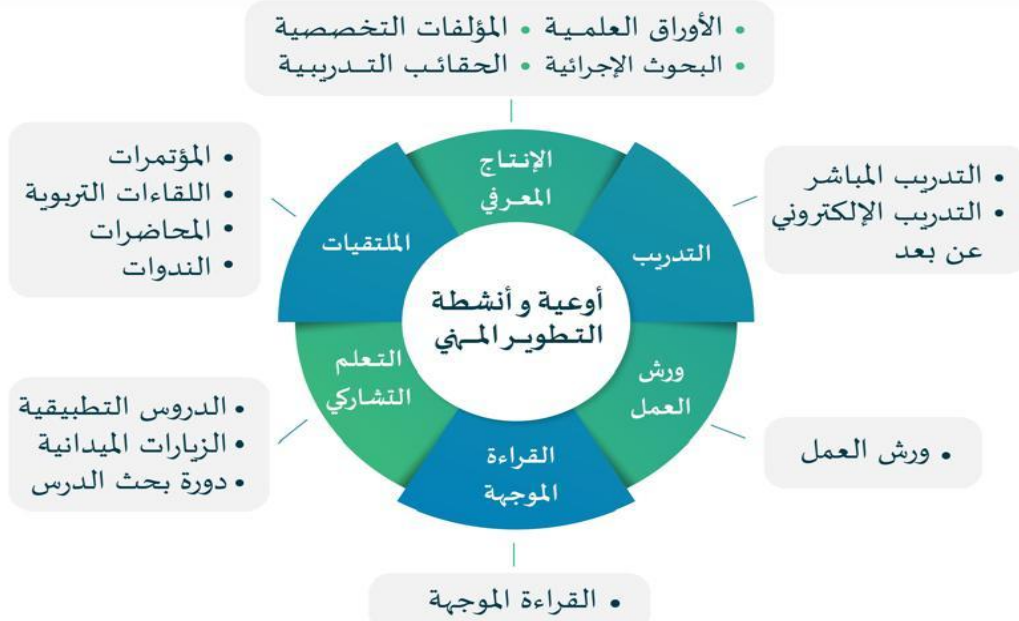 • الأوراق العلمية • المؤلفات التخصصية
• البحوث الإجرائية • الحقائب التدريبية
الإنتاج
المعرفي
• التدريب المباشر
• التدريب الإلكتروني
عن بعد
التدريب
• المؤتمرات
• اللقاءات التربوية
• المحاضرات
• الندوات
الملتقيات
أوعية و أنشطة
التطوير المهني
ورش
العمل
• ورش العمل
التعلم
التشاركي
• الدروس التطبيقية
• الزيارات الميدانية
• دورة بحث الدرس
القراءة
الموجهة
• القراءة الموجهة